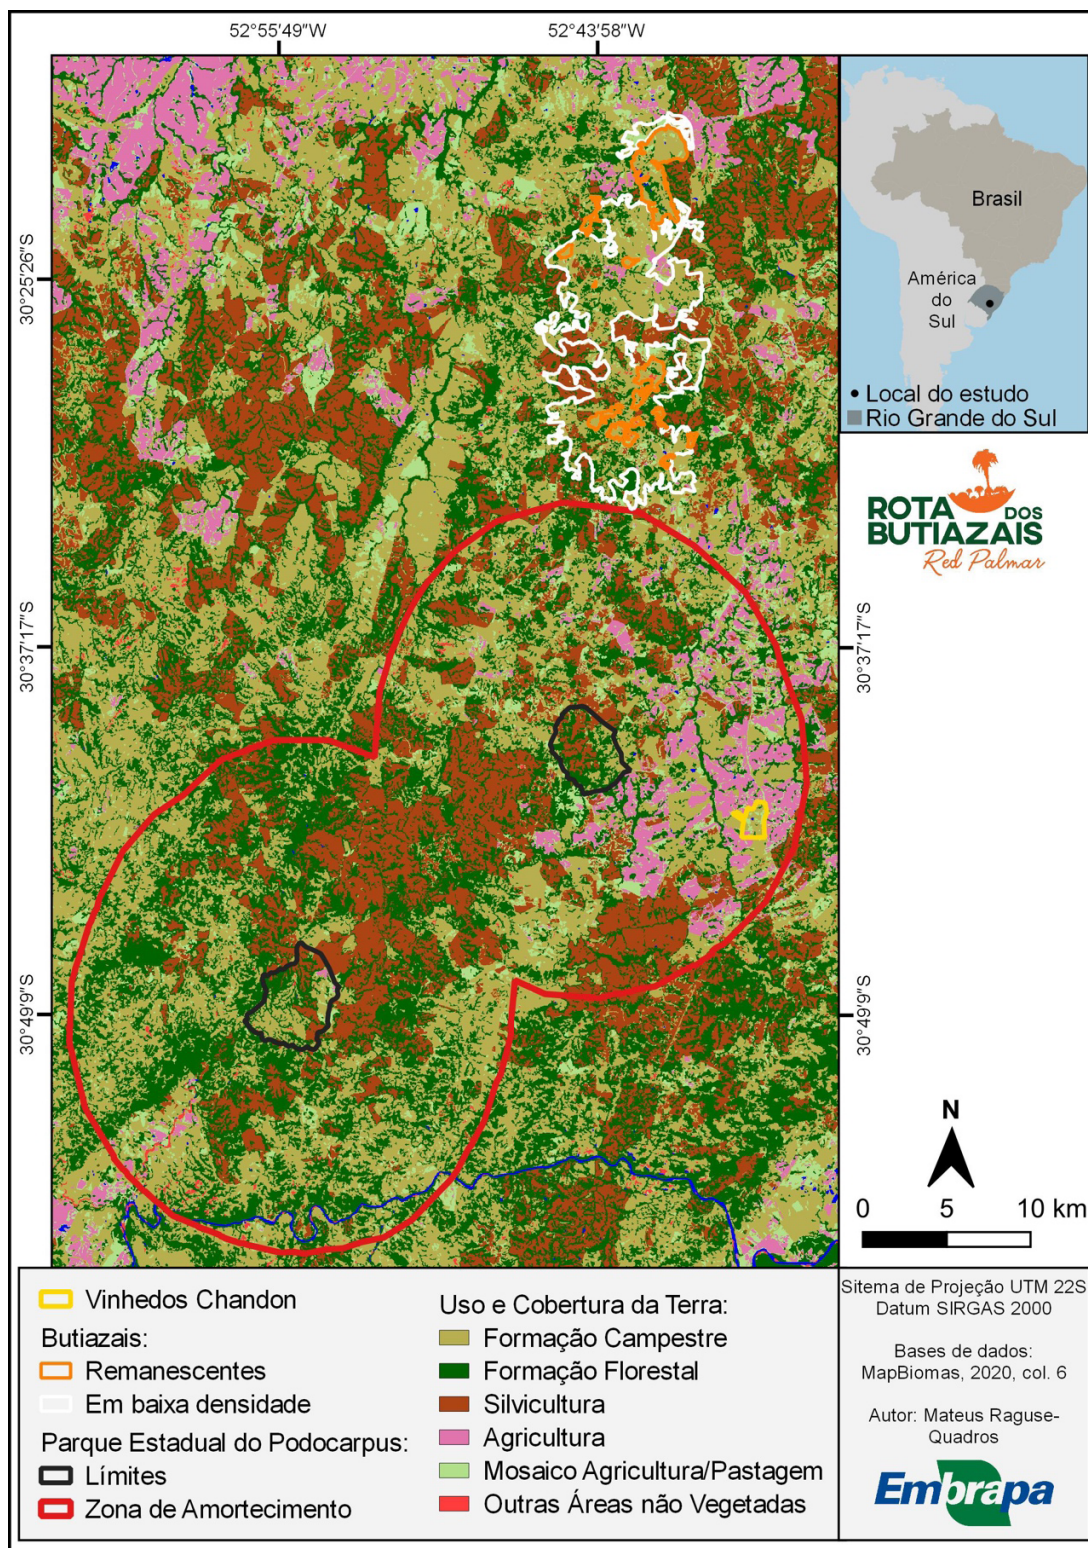 52°55'49"W
52°43'58"W
30°25'26"S
30°37'17"S
30°49'9"S
30°37'17"S
30°49'9"S
Brasil
América
do
Sul
Local do estudo
Rio Grande do Sul
ROTA DOS
BUTIAZAIS
Red Palmar
N
0 5 10 km
Vinhedos Chandon
Butiazais:
Remanescentes
Em baixa densidade
Parque Estadual do Podocarpus:
Límites
Zona de Amortecimento
Uso e Cobertura da Terra:
Formação Campestre
Formação Florestal
Silvicultura
Agricultura
Mosaico Agricultura/Pastagem
Outras Áreas não Vegetadas
Sitema de Projeção UTM 22S
Datum SIRGAS 2000
Bases de dados:
MapBiomas, 2020, col. 6
Autor: Mateus Raguse-
Quadros
Embrapa